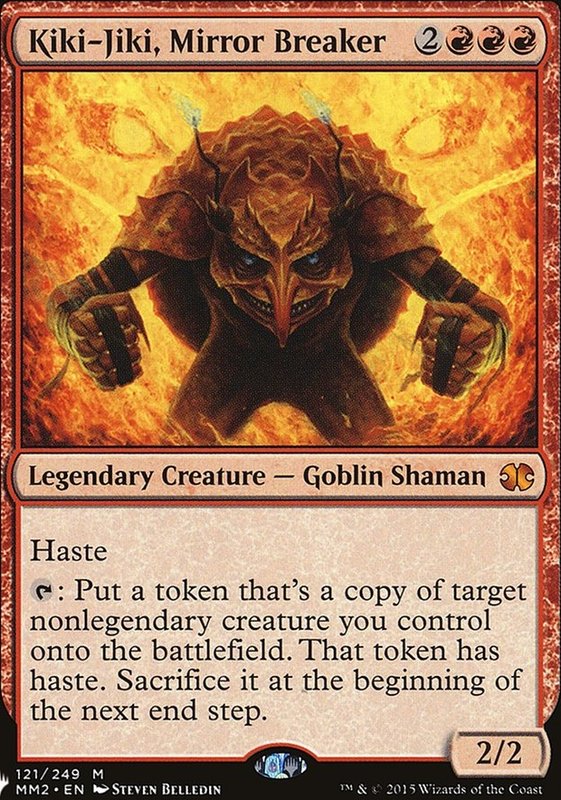 Kiki-Jiki, Mirror Breaker 2
Legendary Creature — Goblin Shaman
Haste
: Put a token that's a copy of target
nonlegendary creature you control
onto the battlefield. That token has
haste. Sacrifice it at the beginning of
the next end step.
2/2
121/249 M
MM2 • EN Steven Belledin
™ & © 2015 Wizards of the Coast